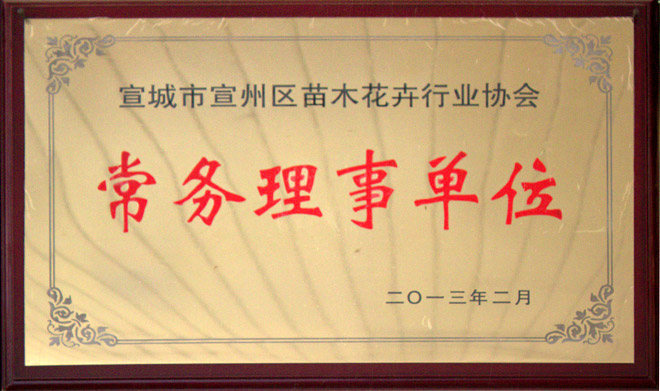 宣城市宣州区苗木花卉行业协会
常务理事单位
二〇一三年二月